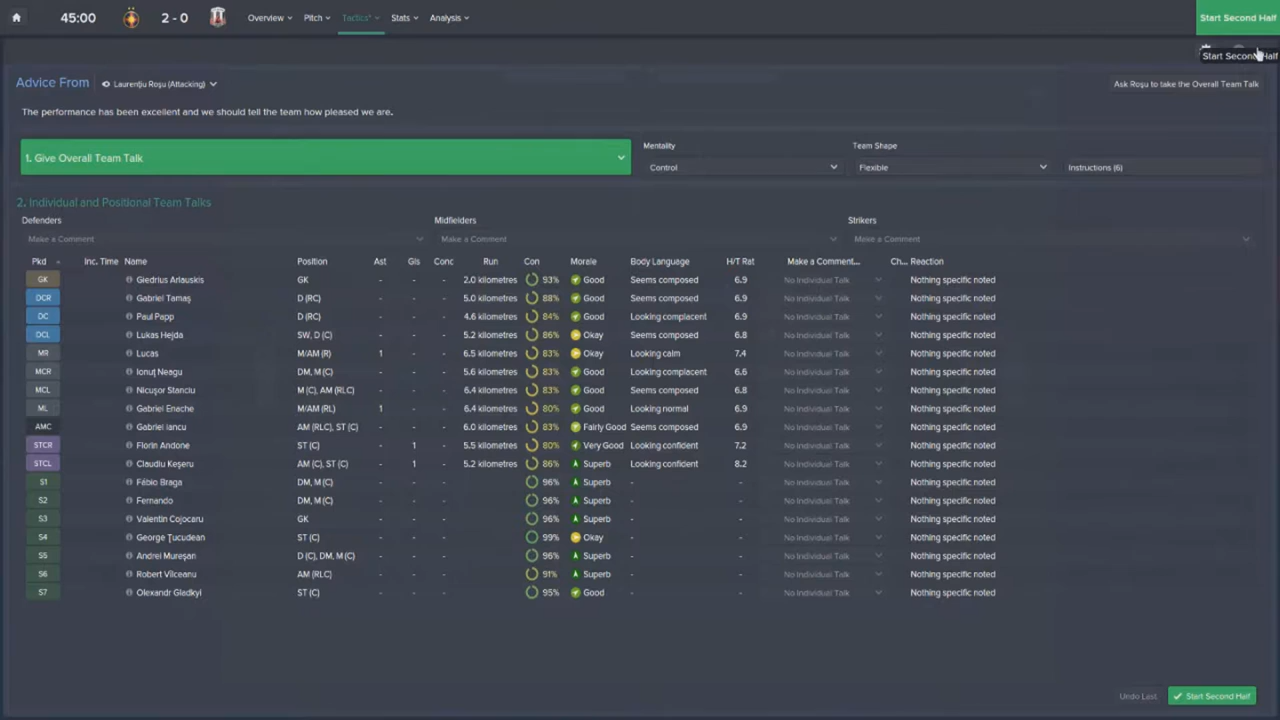 45:00 2 - 0 Overview Pitch Tactics* Stats Analysis Start Second Half
Start Second Half
Advice From Laurenţiu Roşu (Attacking) Ask Roşu to take the Overall Team Talk
The performance has been excellent and we should tell the team how pleased we are.
Mentality Team Shape
1. Give Overall Team Talk Control Flexible Instructions (6)
2. Individual and Positional Team Talks
Defenders Midfielders Strikers
Make a Comment Make a Comment Make a Comment
Pkd Inc. Time Name Position Ast Gls Conc Run Con Morale Body Language H/T Rat Make a Comment... Ch... Reaction
GK Giedrius Arlauskis GK - - - 2.0 kilometres 93% Good Seems composed 6.9 No Individual Talk Nothing specific noted
DCR Gabriel Tamaş D (RC) - - - 5.0 kilometres 88% Good Seems composed 6.9 No Individual Talk Nothing specific noted
DC Paul Papp D (RC) - - - 4.6 kilometres 84% Good Looking complacent 6.9 No Individual Talk Nothing specific noted
DCL Lukas Hejda SW, D (C) - - - 5.2 kilometres 86% Okay Seems composed 6.8 No Individual Talk Nothing specific noted
MR Lucas M/AM (R) 1 - - 6.5 kilometres 83% Okay Looking calm 7.4 No Individual Talk Nothing specific noted
MCR Ionuţ Neagu DM, M (C) - - - 5.6 kilometres 83% Good Looking complacent 6.6 No Individual Talk Nothing specific noted
MCL Nicuşor Stanciu M (C), AM (RLC) - - - 6.4 kilometres 83% Good Seems composed 6.8 No Individual Talk Nothing specific noted
ML Gabriel Enache M/AM (RL) 1 - - 6.4 kilometres 80% Good Looking normal 6.9 No Individual Talk Nothing specific noted
AMC Gabriel Iancu AM (RLC), ST (C) - - - 6.0 kilometres 83% Fairly Good Seems composed 6.9 No Individual Talk Nothing specific noted
STCR Florin Andone ST (C) - 1 - 5.5 kilometres 80% Very Good Looking confident 7.2 No Individual Talk Nothing specific noted
STCL Claudiu Keşeru AM (C), ST (C) - 1 - 5.2 kilometres 86% Superb Looking confident 8.2 No Individual Talk Nothing specific noted
S1 Fábio Braga DM, M (C) - - - 96% Superb - - No Individual Talk Nothing specific noted
S2 Fernando DM, M (C) - - - 96% Superb - - No Individual Talk Nothing specific noted
S3 Valentin Cojocaru GK - - - 96% Superb - - No Individual Talk Nothing specific noted
S4 George Ţucudean ST (C) - - - 99% Okay - - No Individual Talk Nothing specific noted
S5 Andrei Mureşan D (C), DM, M (C) - - - 96% Superb - - No Individual Talk Nothing specific noted
S6 Robert Vîlceanu AM (RLC) - - - 91% Superb - - No Individual Talk Nothing specific noted
S7 Olexandr Gladkyi ST (C) - - - 95% Good - - No Individual Talk Nothing specific noted
Undo Last Start Second Half